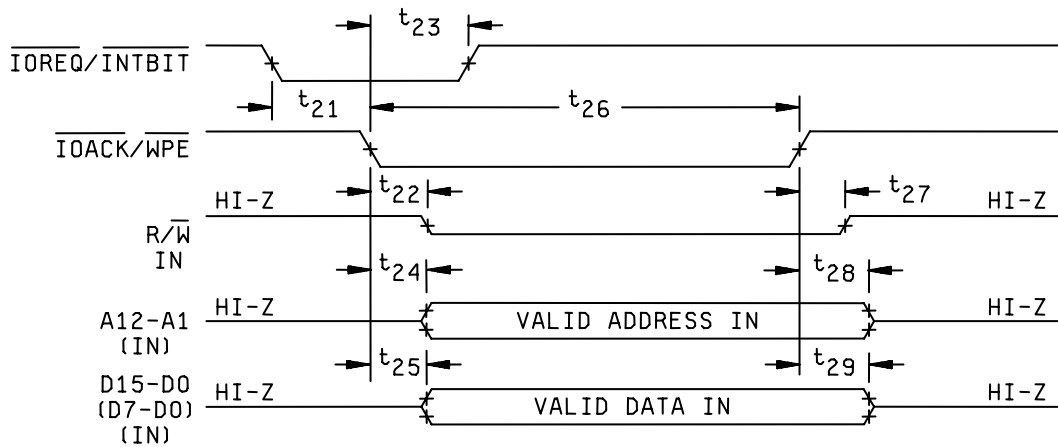 t23
IOREQ/INTBIT
t21
t26
IOACK/WPE
t22
t27
HI-Z
HI-Z
R/W
IN
t24
t28
HI-Z
HI-Z
A12-A1
(IN)
VALID ADDRESS IN
t25
t29
D15-D0
(D7-D0)
(IN)
HI-Z
HI-Z
VALID DATA IN